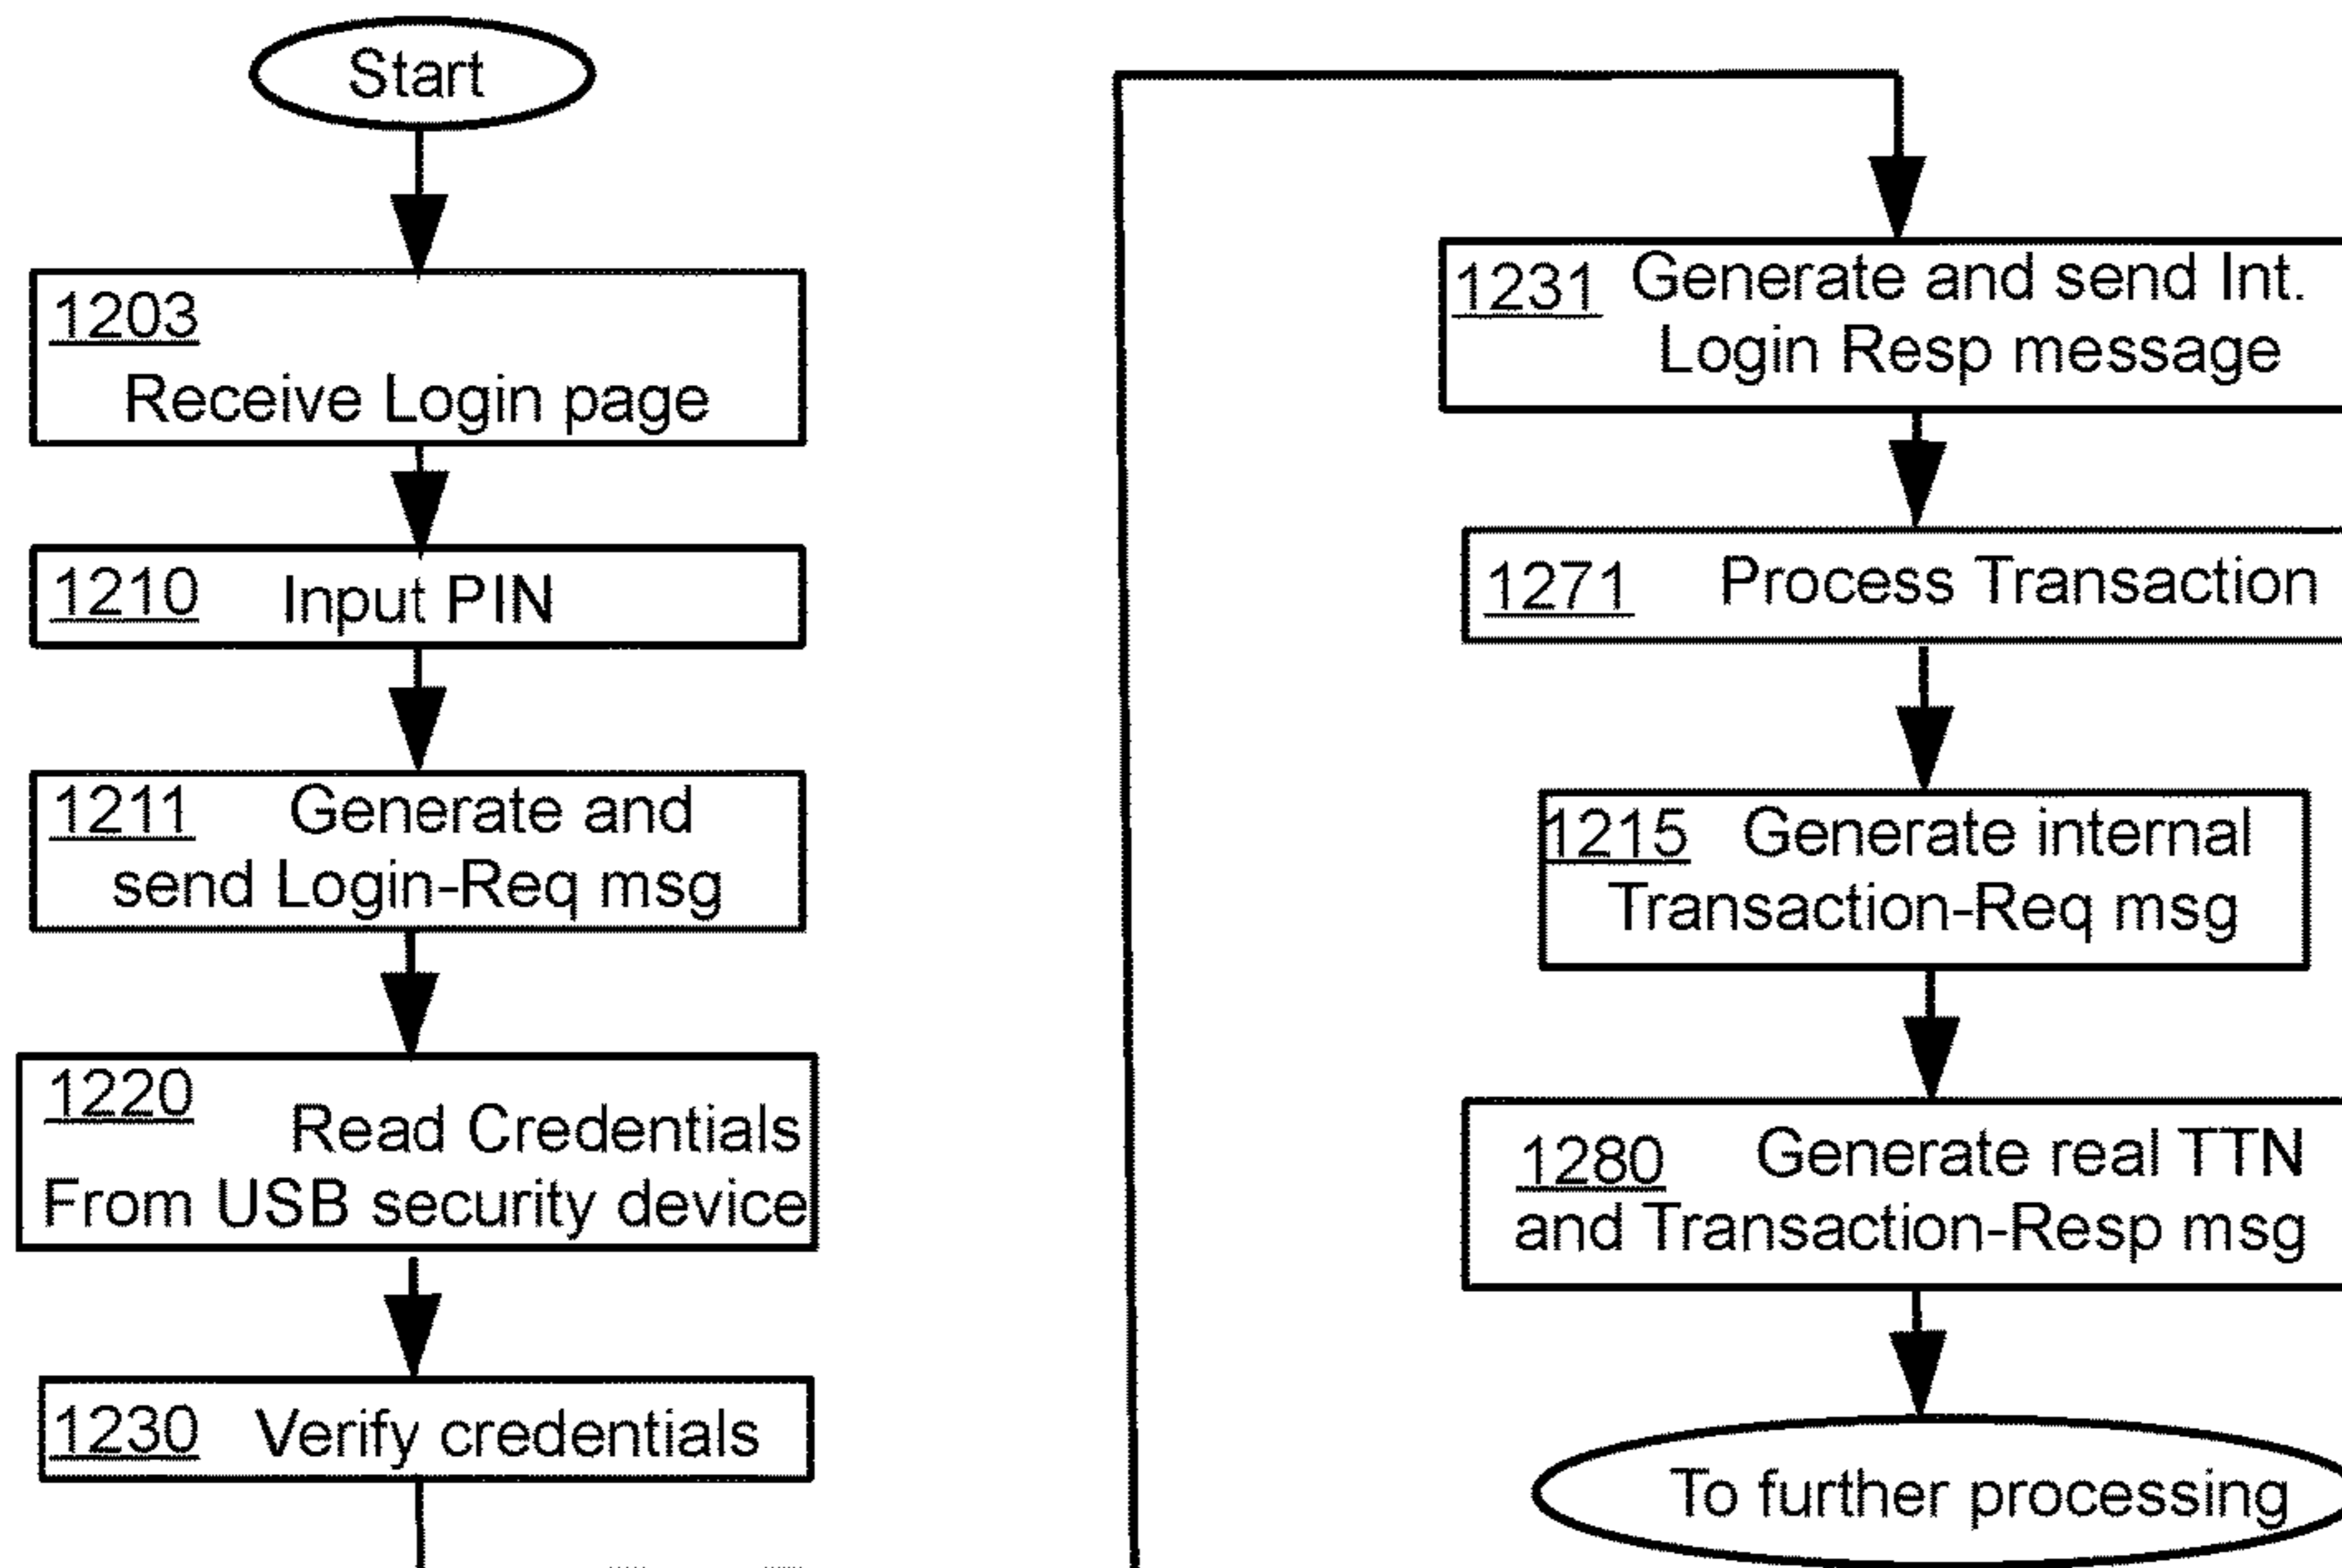 Start
1203
Receive Login page
1210 Input PIN
1211 Generate and
send Login-Req msg
1220
Read Credentials
From USB security device
1230 Verify credentials
1231 Generate and send Int.
Login Resp message
1271 Process Transaction
1215 Generate internal
Transaction-Req msg
1280 Generate real TTN
and Transaction-Resp msg
To further processing